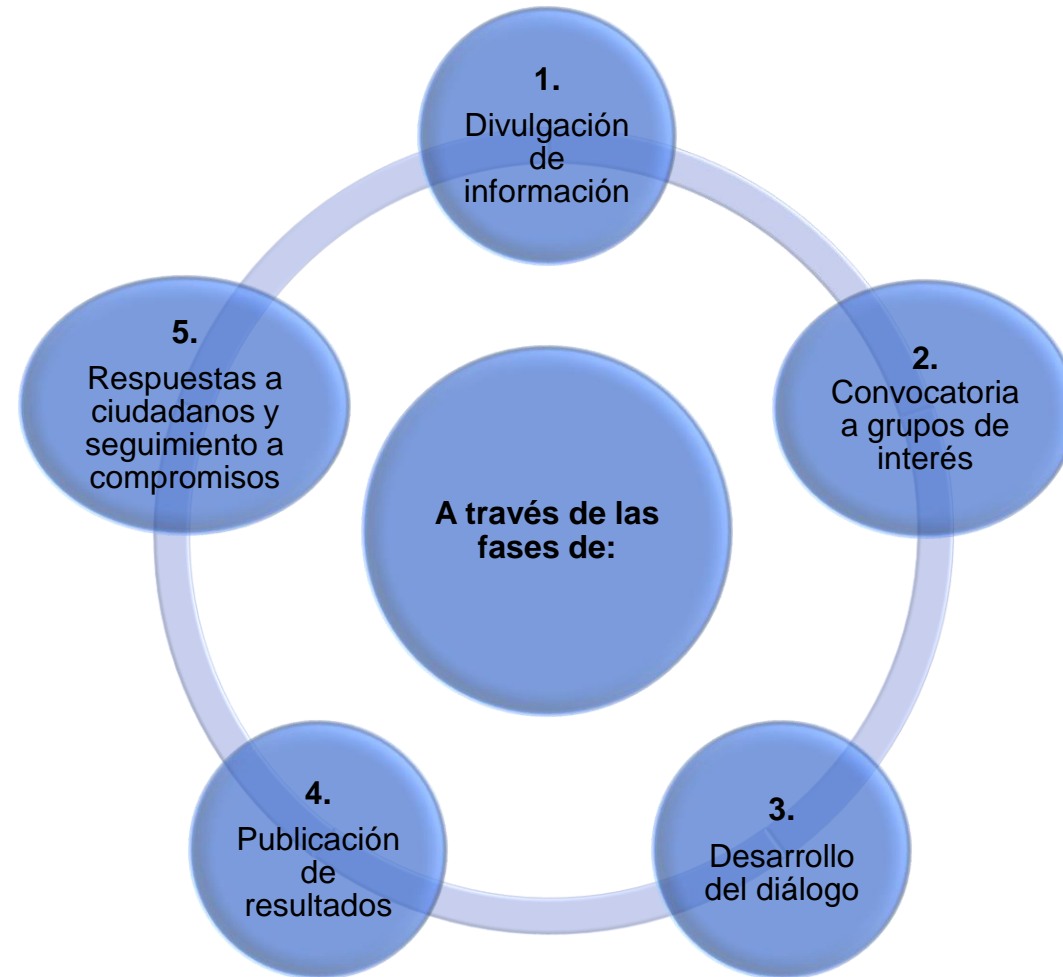 1.
Divulgación
de
información
2.
Convocatoria
a grupos de
interés
3.
Desarrollo
del diálogo
4.
Publicación
de
resultados
5.
Respuestas a
ciudadanos y
seguimiento a
compromisos
A través de las
fases de: